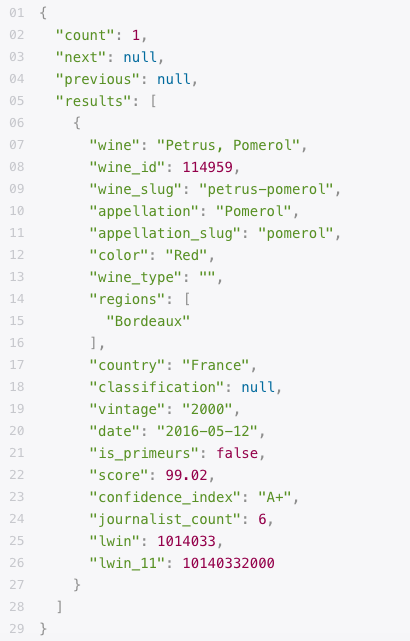 01 {
02   "count": 1,
03   "next": null,
04   "previous": null,
05   "results": [
06     {
07       "wine": "Petrus, Pomerol",
08       "wine_id": 114959,
09       "wine_slug": "petrus-pomerol",
10       "appellation": "Pomerol",
11       "appellation_slug": "pomerol",
12       "color": "Red",
13       "wine_type": "",
14       "regions": [
15         "Bordeaux"
16       ],
17       "country": "France",
18       "classification": null,
19       "vintage": "2000",
20       "date": "2016-05-12",
21       "is_primeurs": false,
22       "score": 99.02,
23       "confidence_index": "A+",
24       "journalist_count": 6,
25       "lwin": 1014033,
26       "lwin_11": 10140332000
27     }
28   ]
29 }